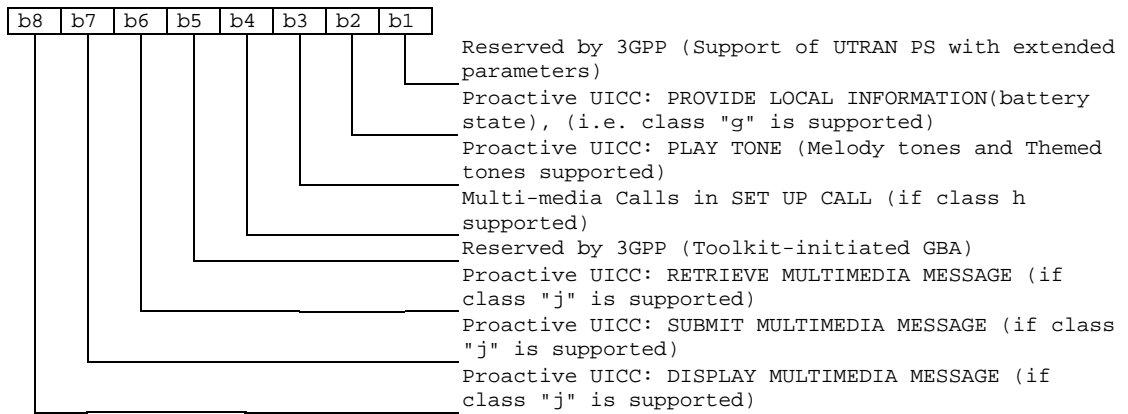 b8 b7 b6 b5 b4 b3 b2 b1
Reserved by 3GPP (Support of UTRAN PS with extended
parameters)
Proactive UICC: PROVIDE LOCAL INFORMATION(battery
state), (i.e. class "g" is supported)
Proactive UICC: PLAY TONE (Melody tones and Themed
tones supported)
Multi-media Calls in SET UP CALL (if class h
supported)
Reserved by 3GPP (Toolkit-initiated GBA)
Proactive UICC: RETRIEVE MULTIMEDIA MESSAGE (if
class "j" is supported)
Proactive UICC: SUBMIT MULTIMEDIA MESSAGE (if class
"j" is supported)
Proactive UICC: DISPLAY MULTIMEDIA MESSAGE (if
class "j" is supported)